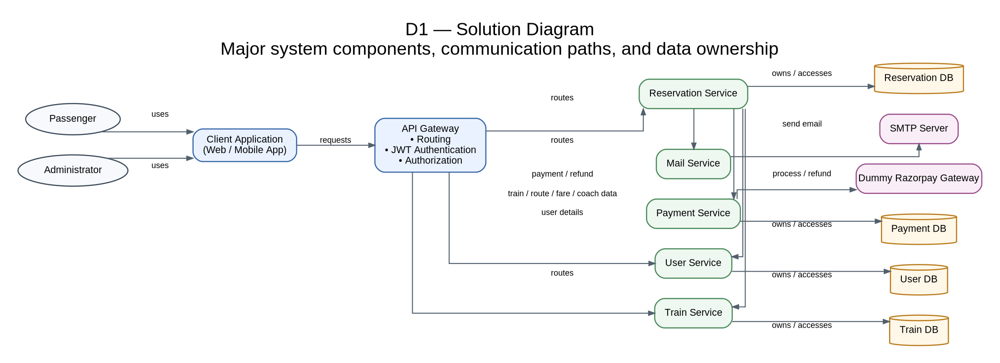 D1 — Solution Diagram
Major system components, communication paths, and data ownership
Passenger
Administrator
uses
uses
Client Application
(Web / Mobile App)
requests
API Gateway
• Routing
• JWT Authentication
• Authorization
routes
routes
payment / refund
train / route / fare / coach data
user details
routes
Reservation Service
Mail Service
Payment Service
User Service
Train Service
owns / accesses
send email
process / refund
owns / accesses
owns / accesses
owns / accesses
Reservation DB
SMTP Server
Dummy Razorpay Gateway
Payment DB
User DB
Train DB